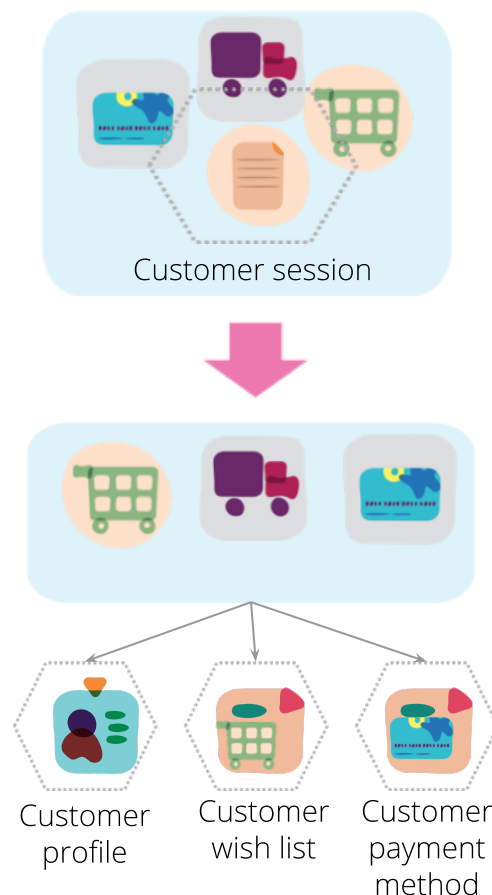 Customer session
Customer
profile
Customer
wish list
Customer
payment
method